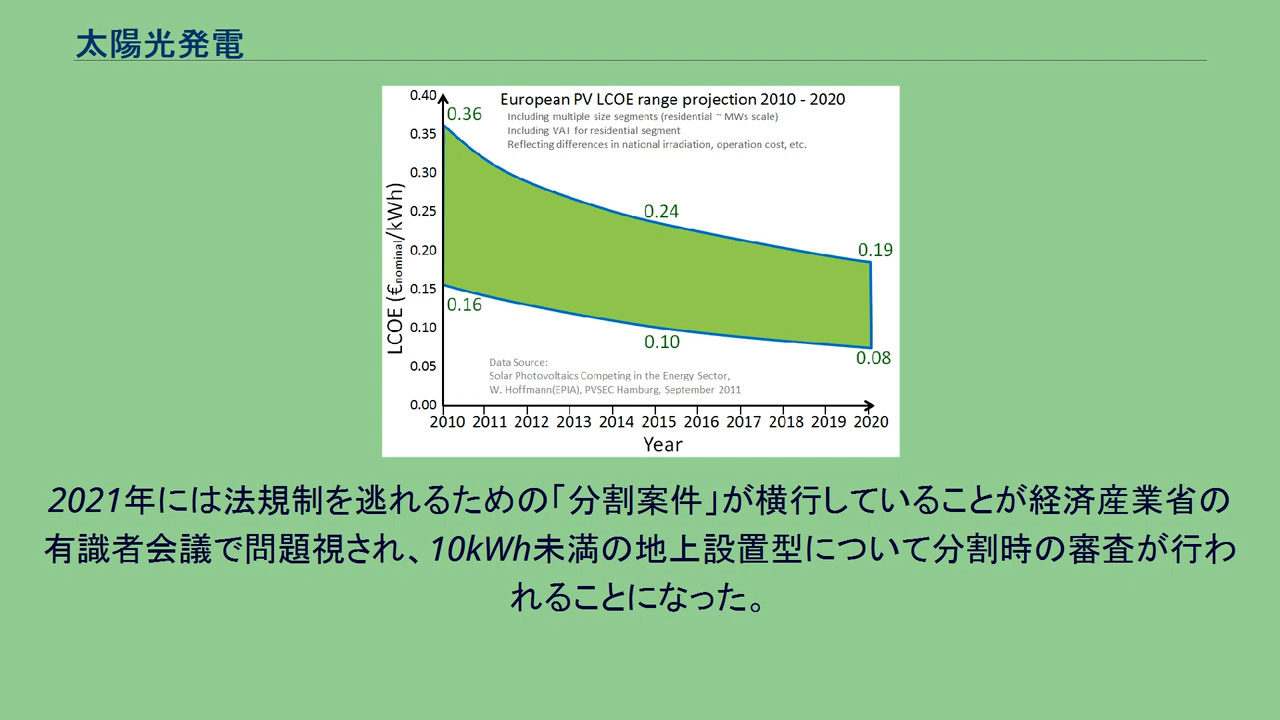 太陽光発電
European PV LCOE range projection 2010 - 2020
Including multiple size segments (residential ~ MWs scale)
Including VAT for residential segment
Reflecting differences in national irradiation, operation cost, etc.
0.40
0.35
0.30
0.25
0.20
0.15
0.10
0.05
0.00
LCOE (€nominal/kWh)
0.36
0.24
0.19
0.16
0.10
0.08
Data Source:
Solar Photovoltaics Competing in the Energy Sector,
W. Hoffmann(EPIA), PVSEC Hamburg, September 2011
2010 2011 2012 2013 2014 2015 2016 2017 2018 2019 2020
Year
2021年には法規制を逃れるための「分割案件」が横行していることが経済産業省の
有識者会議で問題視され、10kWh未満の地上設置型について分割時の審査が行わ
れることになった。